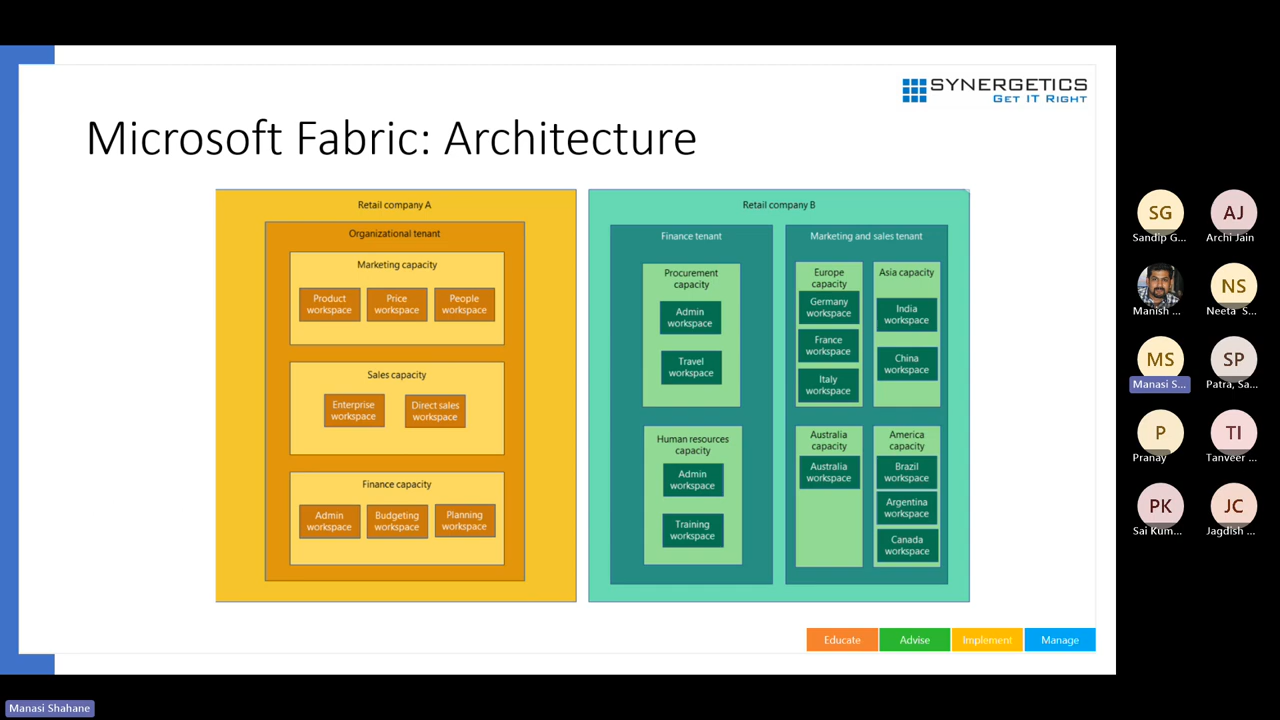 SYNERGETICS
GET IT RIGHT
Microsoft Fabric: Architecture
Retail company A
Organizational tenant
Marketing capacity
Product
workspace
Price
workspace
People
workspace
Sales capacity
Enterprise
workspace
Direct sales
workspace
Finance capacity
Admin
workspace
Budgeting
workspace
Planning
workspace
Retail company B
Finance tenant
Procurement
capacity
Admin
workspace
Travel
workspace
Human resources
capacity
Admin
workspace
Training
workspace
Marketing and sales tenant
Europe
capacity
Germany
workspace
France
workspace
Italy
workspace
Asia capacity
India
workspace
China
workspace
Australia
capacity
Australia
workspace
America
capacity
Brazil
workspace
Argentina
workspace
Canada
workspace
Educate
Advise
Implement
Manage
SG
Sandip G...
AJ
Archi Jain
Manish ...
NS
Neeta S...
MS
Manasi S...
SP
Patra, Sa...
P
Pranay
TI
Tanveer ...
PK
Sai Kum...
JC
Jagdish ...
Manasi Shahane